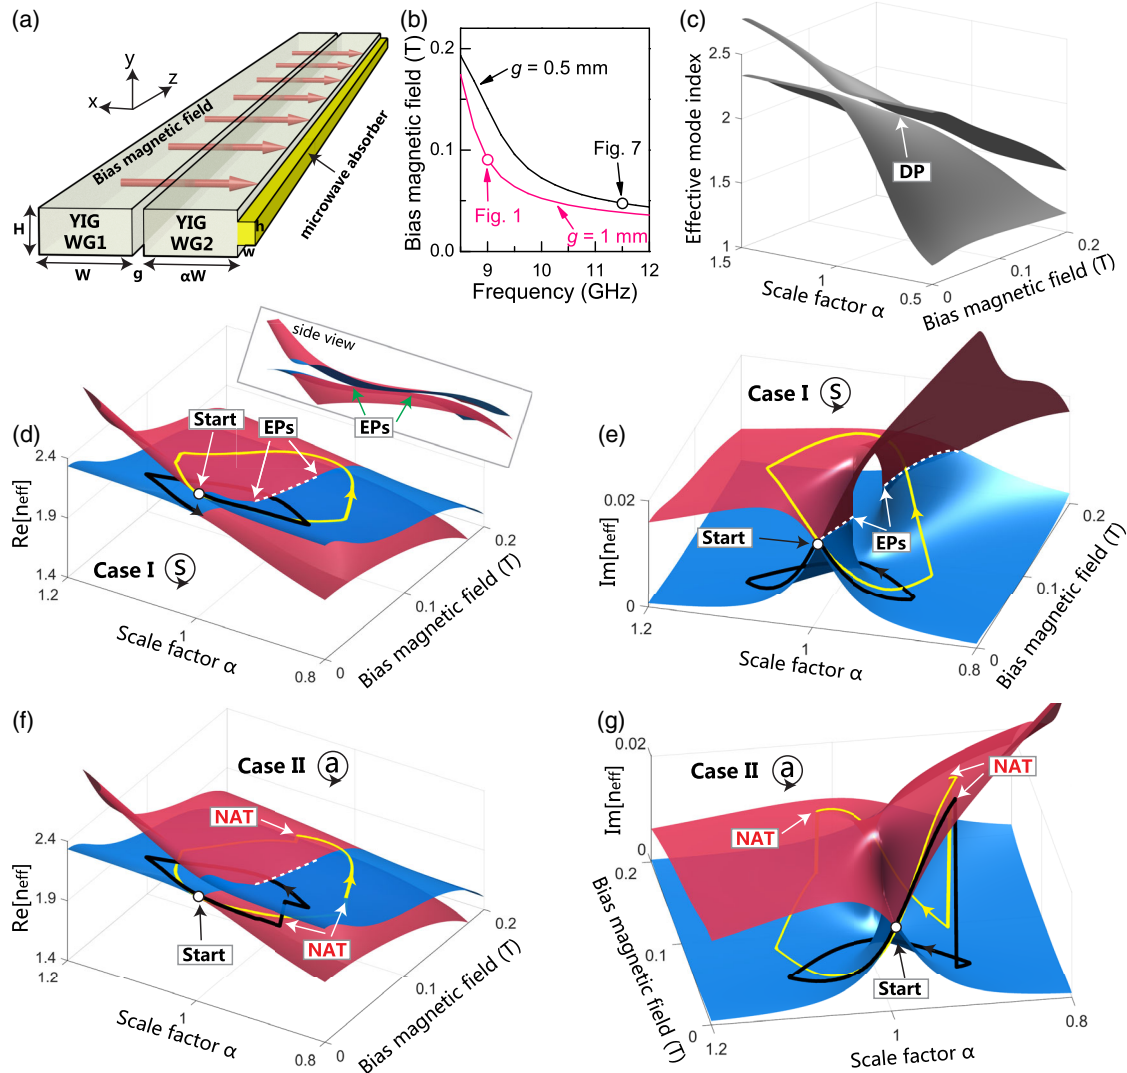 (a)
y
z
x
Bias magnetic field
microwave absorber
H
YIG
WG1
YIG
WG2
h
w
W
g
αW
(b)
Bias magnetic field (T)
0.2
0.1
0.0
g = 0.5 mm
Fig. 7
Fig. 1
g = 1 mm
9
10
11
12
Frequency (GHz)
(c)
Effective mode index
2.5
2
1.5
1
DP
1.5
1
0.5
Scale factor α
0
0.1
0.2
Bias magnetic field (T)
(d)
side view
EPs
Start
EPs
Re[neff]
2.4
1.9
1.4
Case I S
1.2
1
0.8
Scale factor α
0
0.1
0.2
Bias magnetic field (T)
(e)
Case I S
Im[neff]
0.02
0
Start
EPs
1.2
1
0.8
Scale factor α
0
0.1
0.2
Bias magnetic field (T)
(f)
Case II a
NAT
Re[neff]
2.4
1.9
1.4
Start
NAT
1.2
1
0.8
Scale factor α
0
0.1
0.2
Bias magnetic field (T)
(g)
Case II a
NAT
NAT
Im[neff]
0.02
0
Start
0.2
0.1
0
Bias magnetic field (T)
1.2
1
0.8
Scale factor α